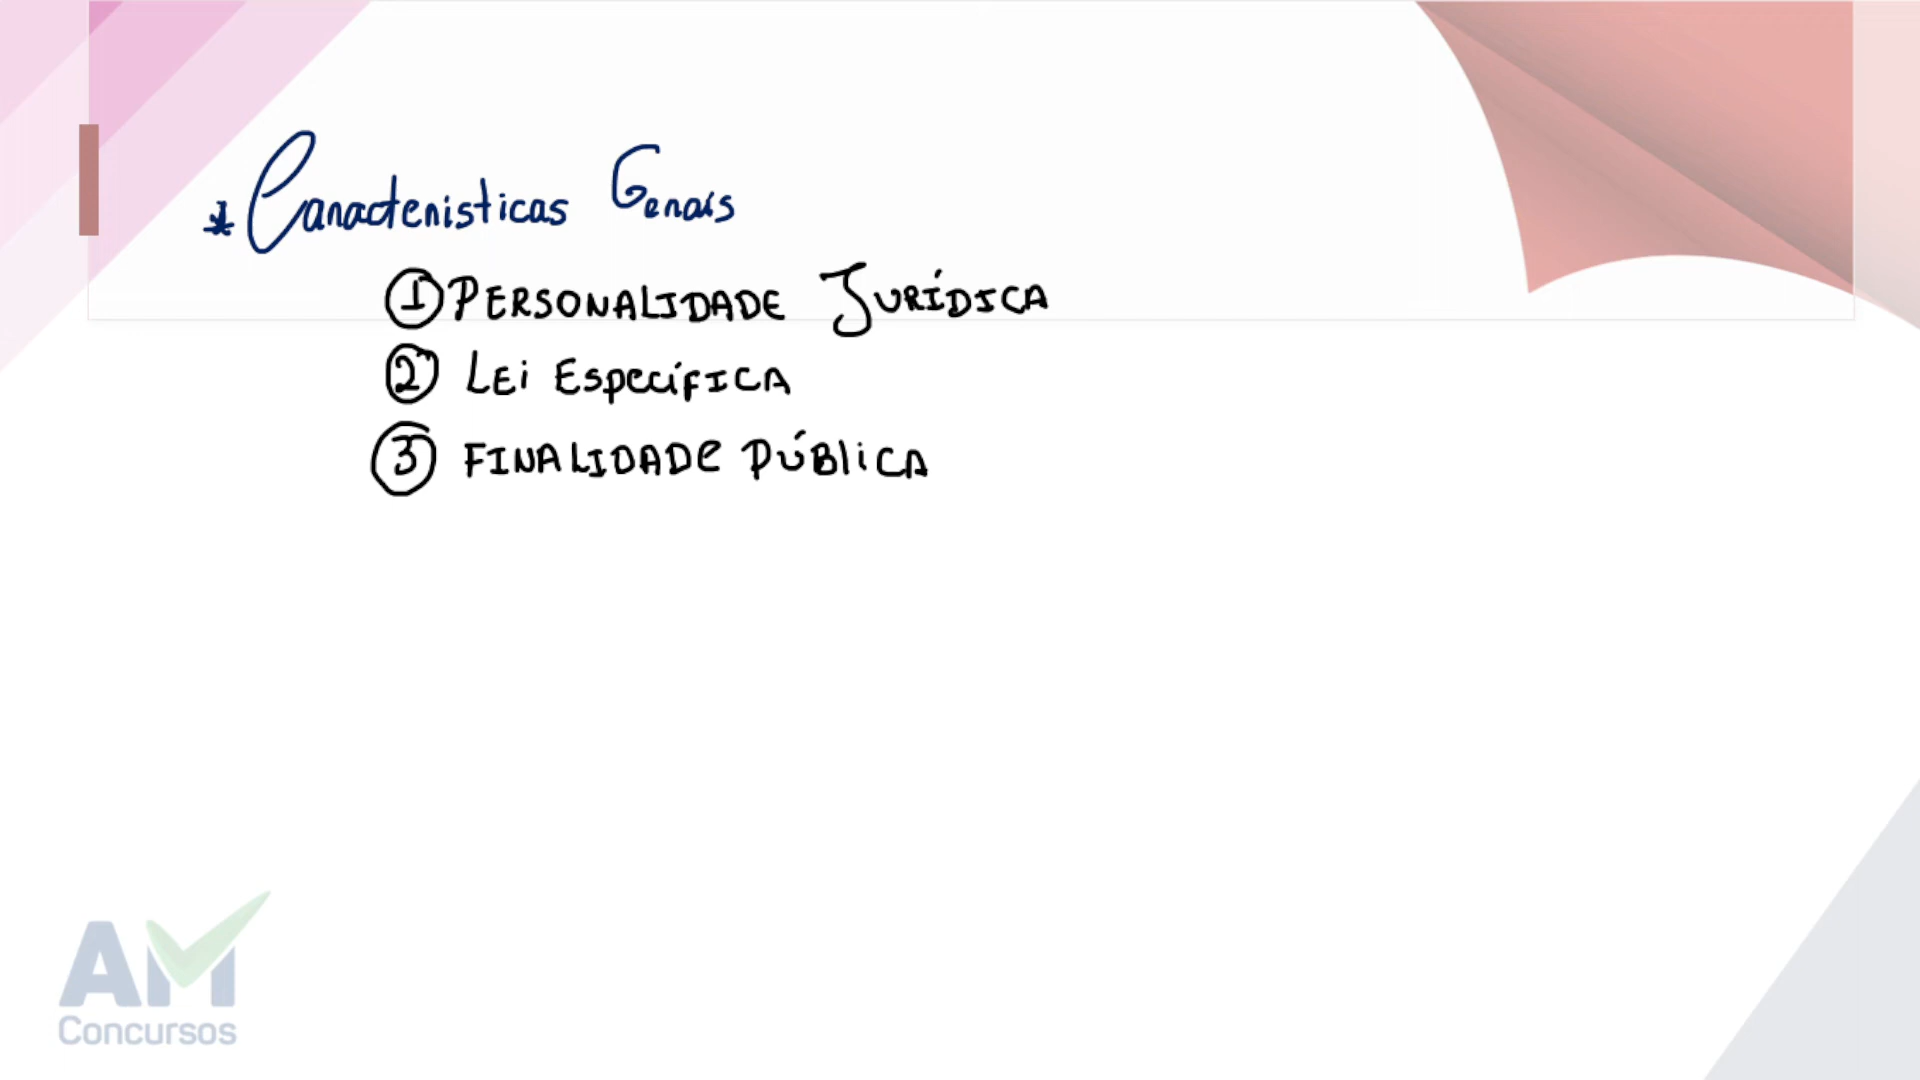 * Características Gerais
① PERSONALIDADE JURÍDICA
② LEi EspecíFICA
③ FINALIDADe PÚBliCA
AM
Concursos